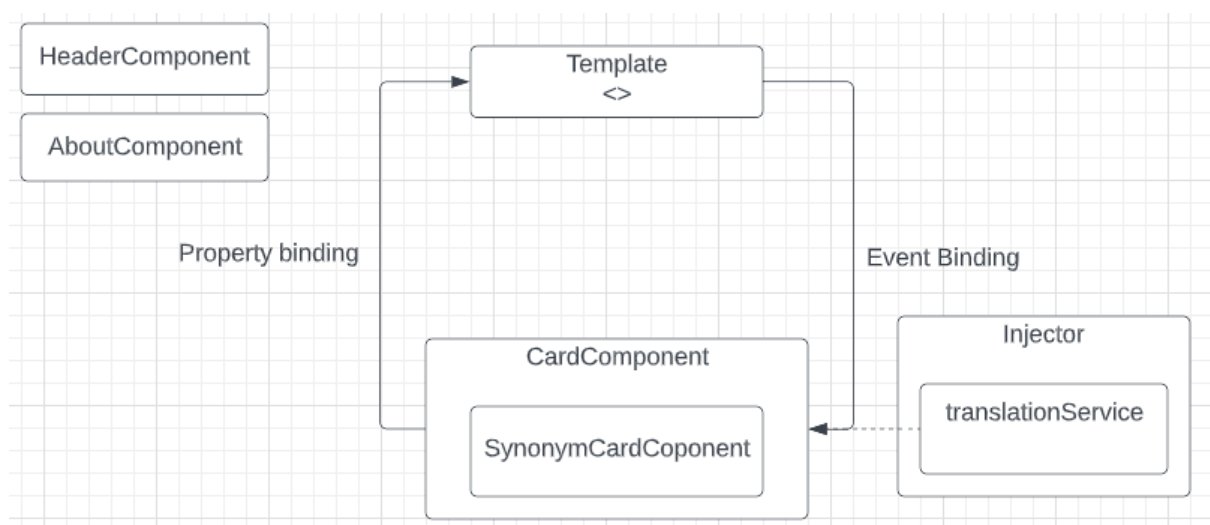 HeaderComponent
AboutComponent
Template
<>
Property binding
Event Binding
CardComponent
SynonymCardCoponent
Injector
translationService